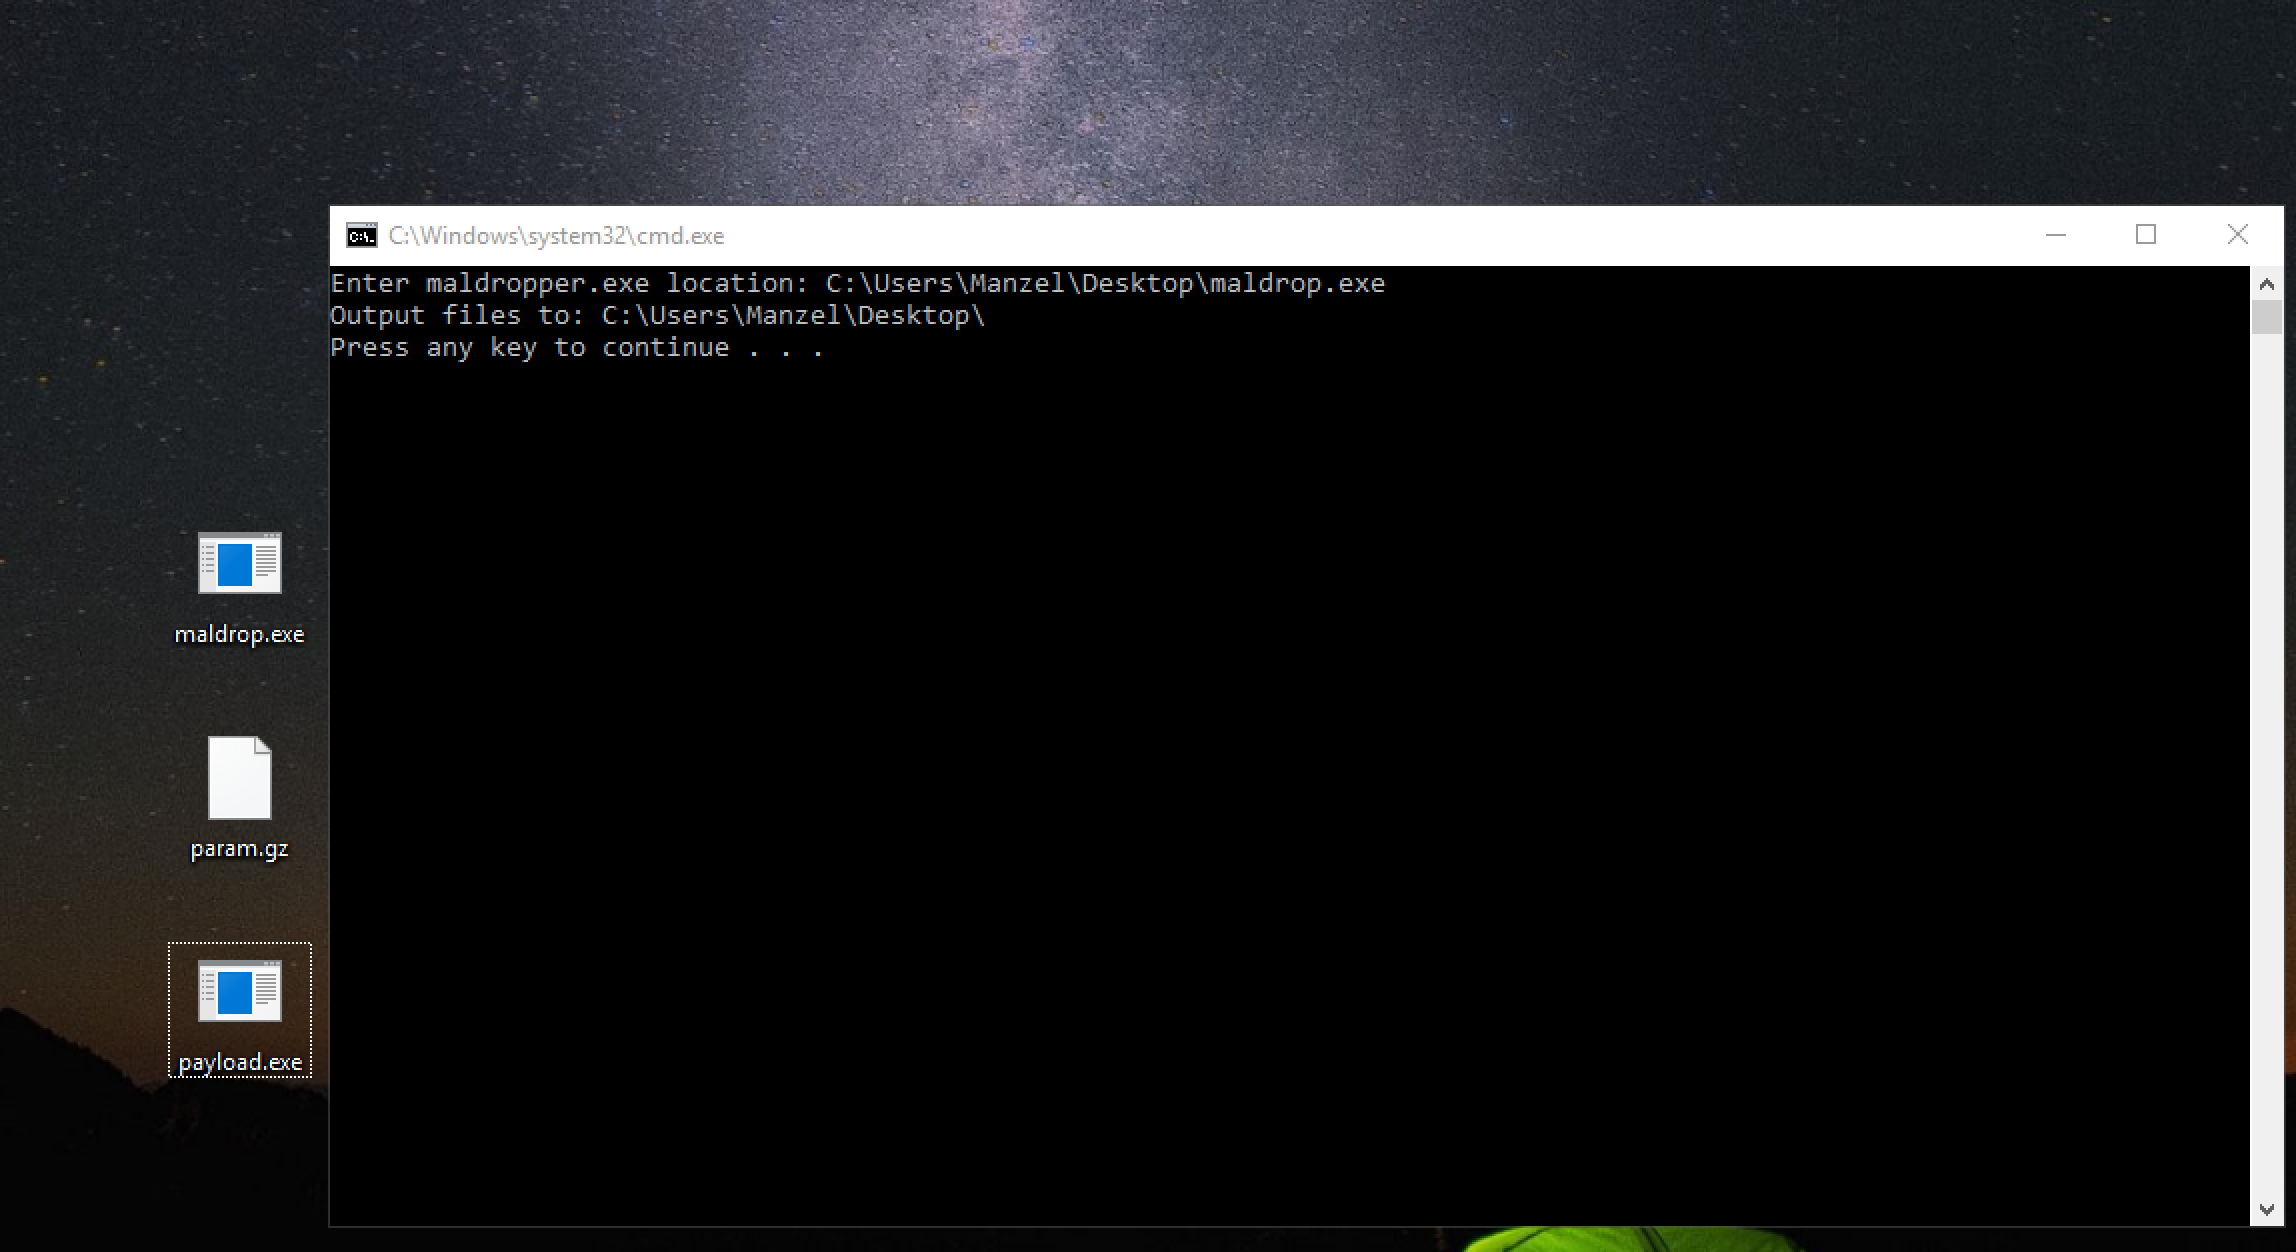 C:\Windows\system32\cmd.exe
Enter maldropper.exe location: C:\Users\Manzel\Desktop\maldrop.exe
Output files to: C:\Users\Manzel\Desktop\
Press any key to continue . . .
maldrop.exe
param.gz
payload.exe